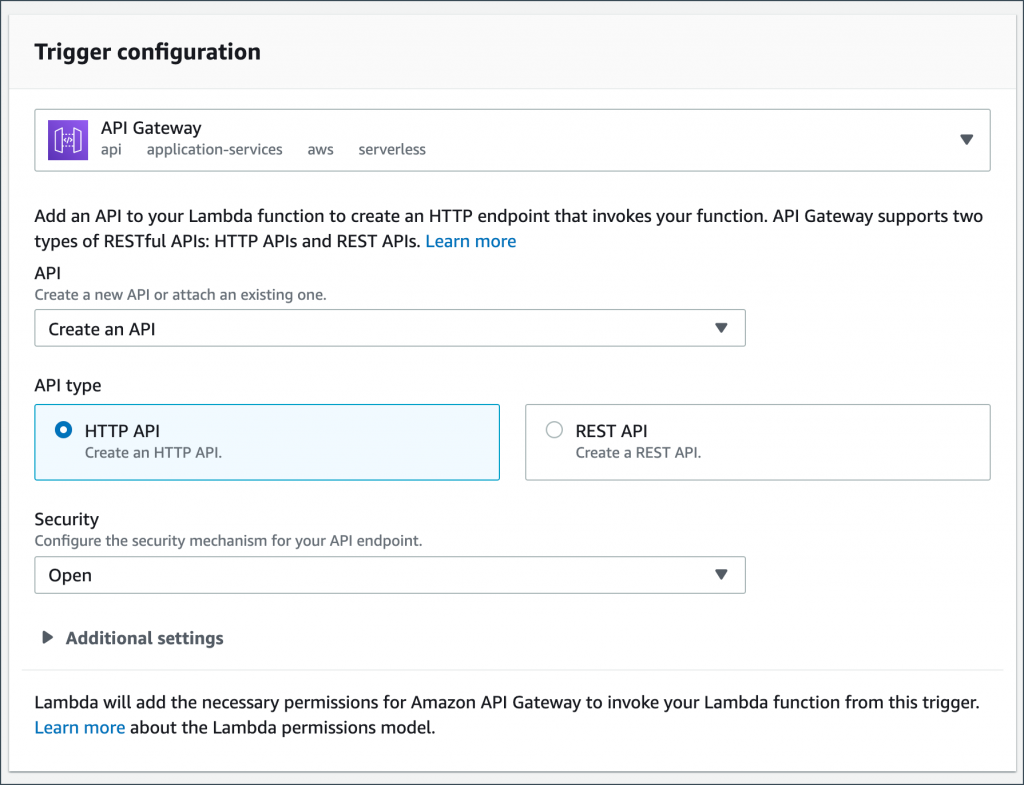 Trigger configuration
API Gateway
api application-services aws serverless
Add an API to your Lambda function to create an HTTP endpoint that invokes your function. API Gateway supports two
types of RESTful APIs: HTTP APIs and REST APIs. Learn more
API
Create a new API or attach an existing one.
Create an API
API type
HTTP API
Create an HTTP API.
REST API
Create a REST API.
Security
Configure the security mechanism for your API endpoint.
Open
Additional settings
Lambda will add the necessary permissions for Amazon API Gateway to invoke your Lambda function from this trigger.
Learn more about the Lambda permissions model.